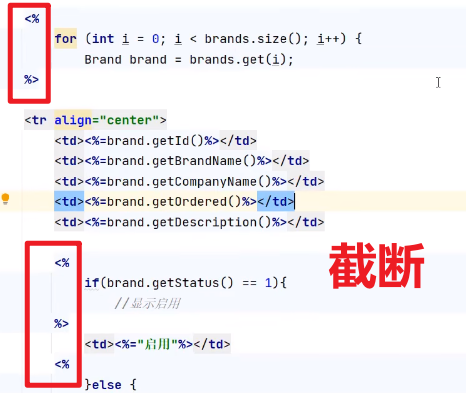 <%
for (int i = 0; i < brands.size(); i++) {
Brand brand = brands.get(i);
%>
<tr align="center">
<td><%=brand.getId()%></td>
<td><%=brand.getBrandName()%></td>
<td><%=brand.getCompanyName()%></td>
<td><%=brand.getOrdered()%></td>
<td><%=brand.getDescription()%></td>
截断
<%
if(brand.getStatus() == 1){
//显示启用
%>
<td><%="启用"%></td>
<%
}else {